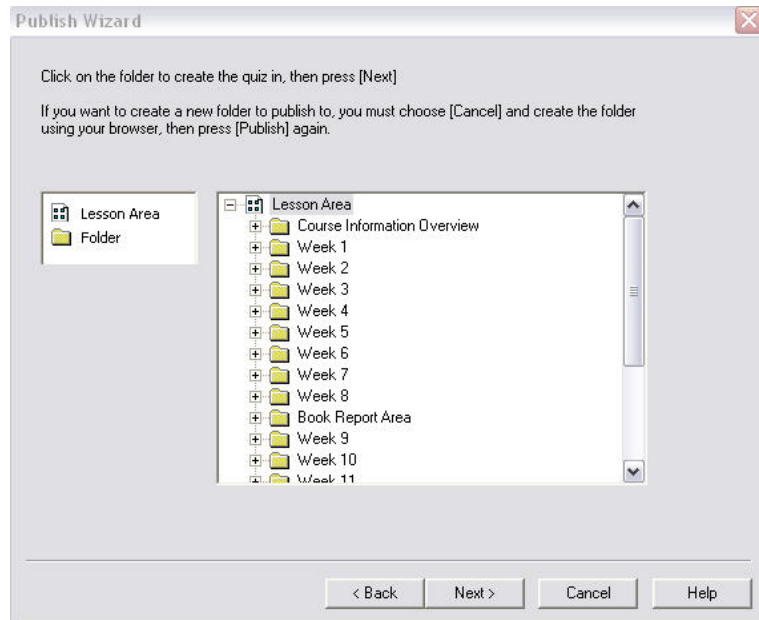 Publish Wizard
Click on the folder to create the quiz in, then press [Next]
If you want to create a new folder to publish to, you must choose [Cancel] and create the folder
using your browser, then press [Publish] again.
Lesson Area
Folder
Lesson Area
Course Information Overview
Week 1
Week 2
Week 3
Week 4
Week 5
Week 6
Week 7
Week 8
Book Report Area
Week 9
Week 10
Week 11
< Back
Next >
Cancel
Help